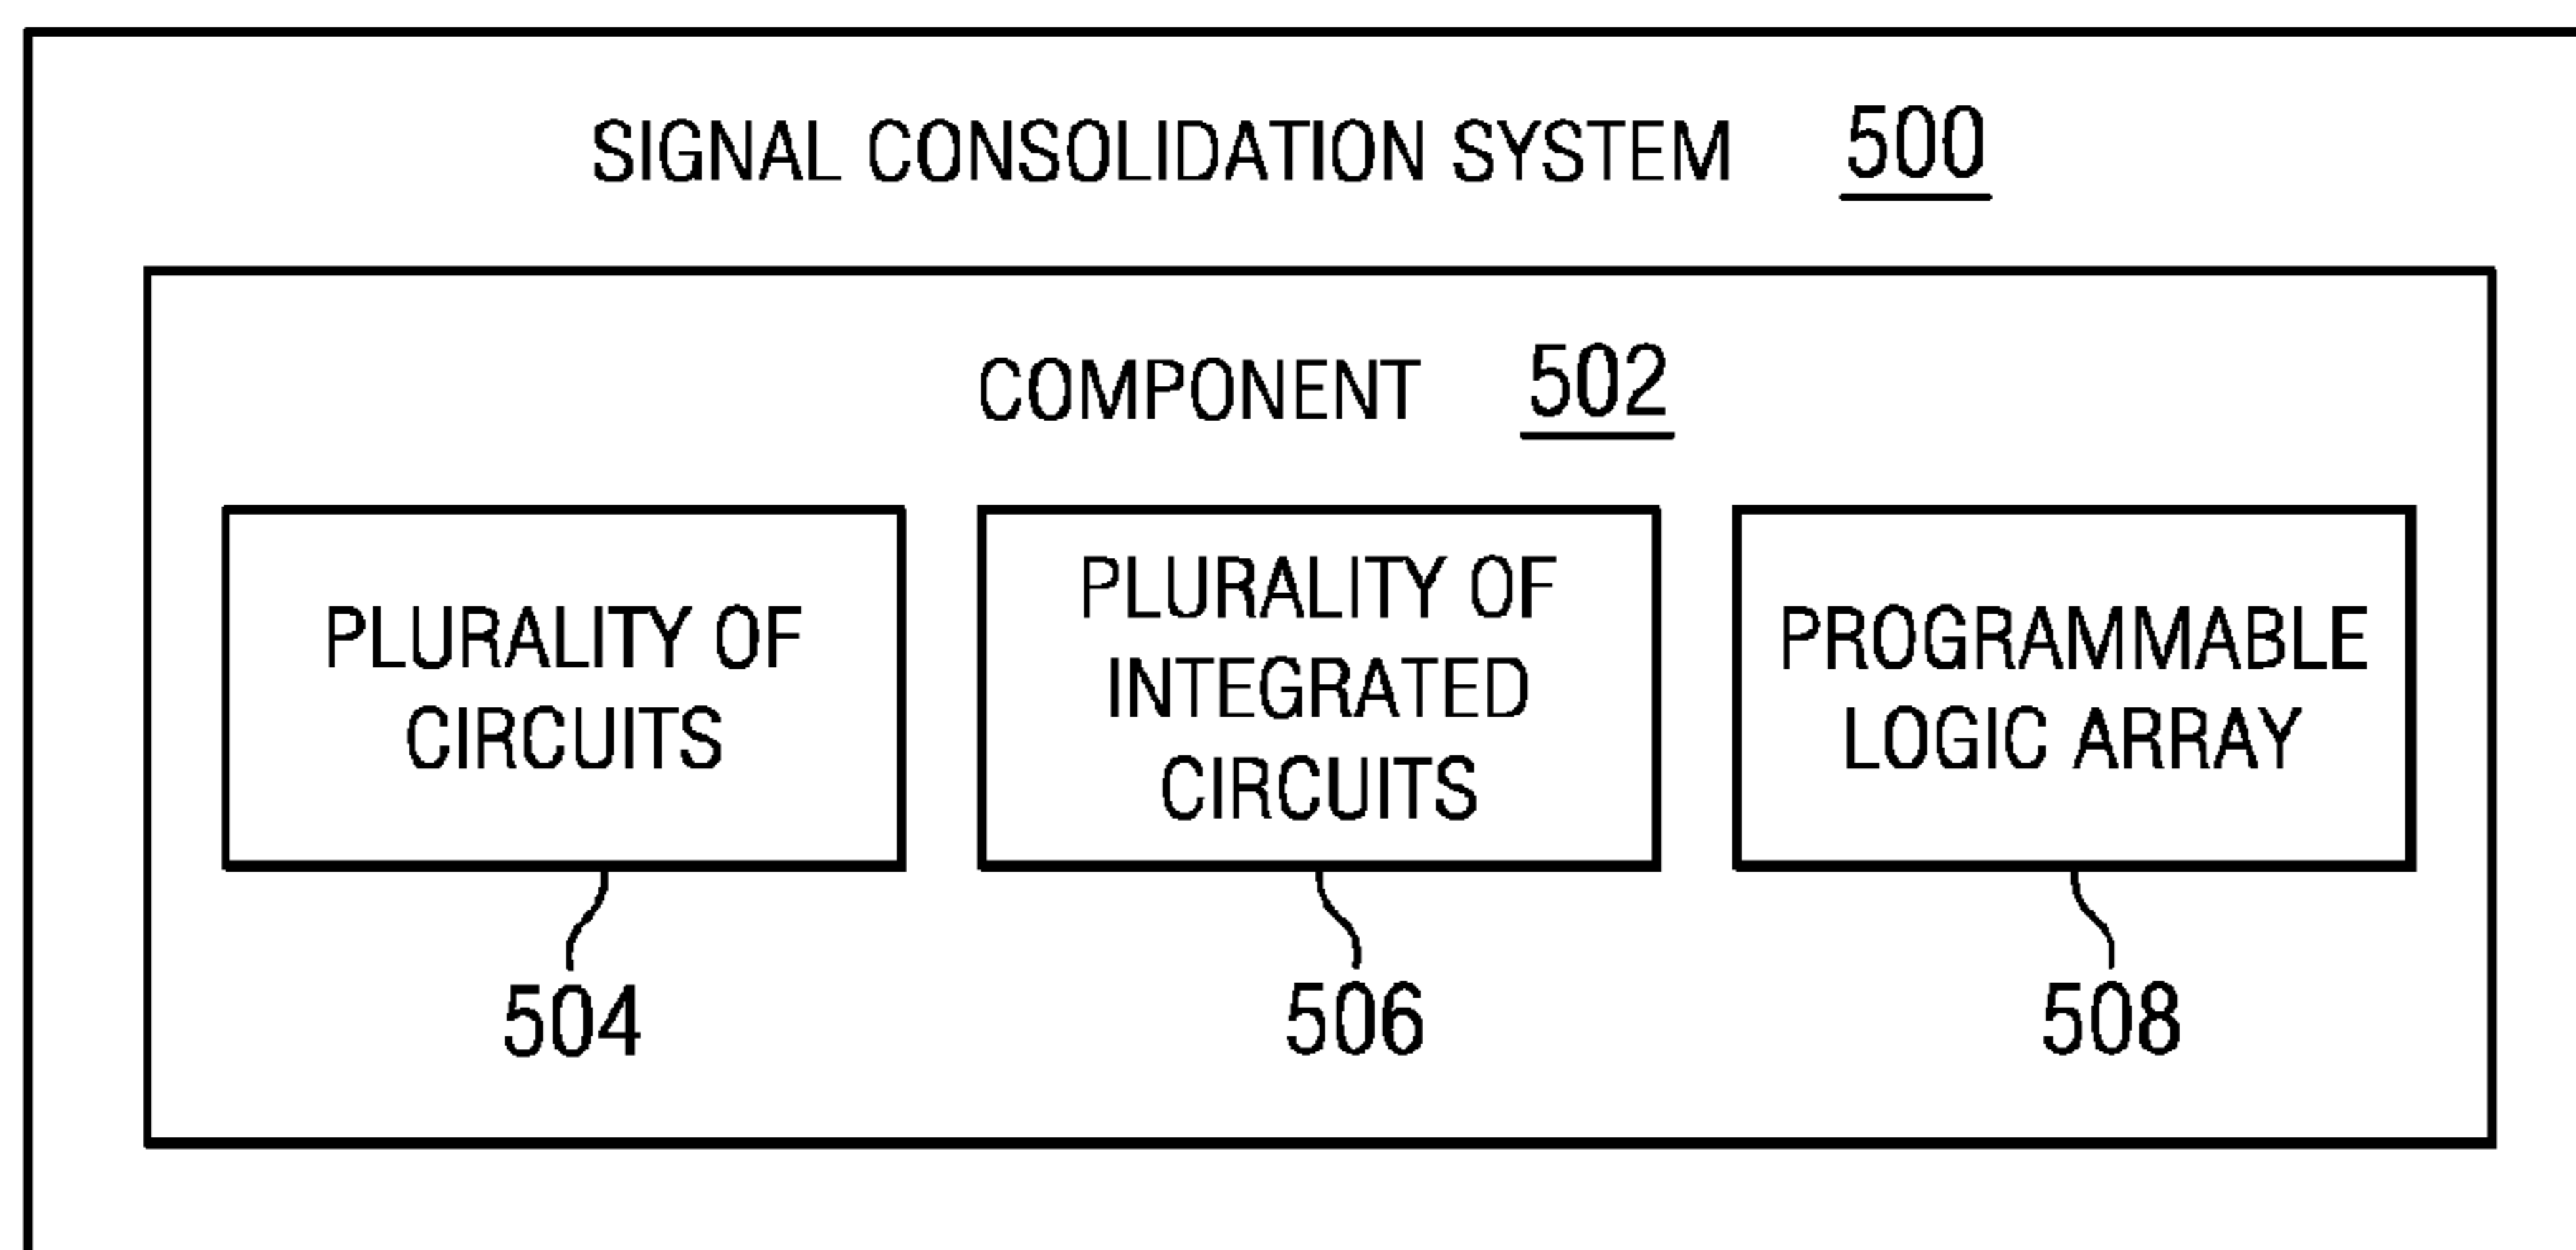 SIGNAL CONSOLIDATION SYSTEM 500
COMPONENT 502
PLURALITY OF
CIRCUITS
PLURALITY OF
INTEGRATED
CIRCUITS
PROGRAMMABLE
LOGIC ARRAY
504
506
508